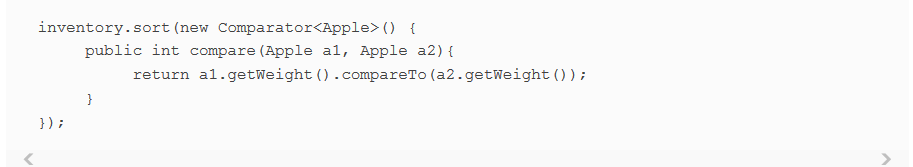 inventory.sort(new Comparator<Apple>() {
public int compare(Apple a1, Apple a2){
return a1.getWeight().compareTo(a2.getWeight());
}
});